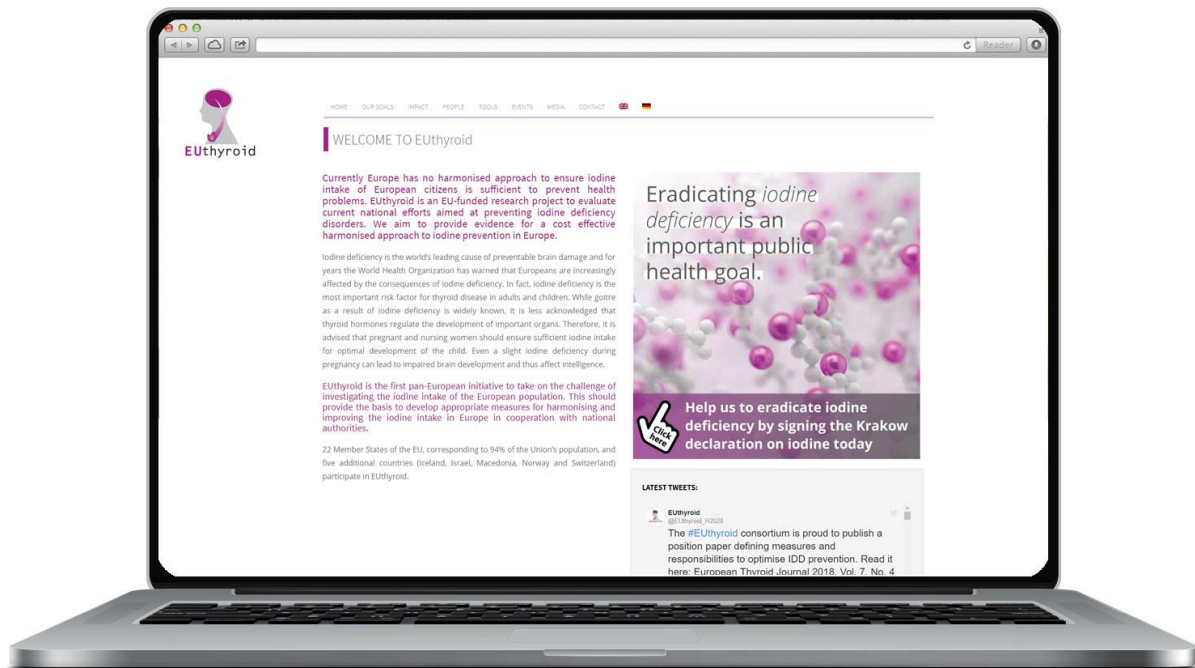 Reader
EUthyroid
HOME OUR GOALS IMPACT PEOPLE TOOLS EVENTS MEDIA CONTACT
WELCOME TO EUthyroid
Currently Europe has no harmonised approach to ensure iodine
intake of European citizens is sufficient to prevent health
problems. EUthyroid is an EU-funded research project to evaluate
current national efforts aimed at preventing iodine deficiency
disorders. We aim to provide evidence for a cost effective
harmonised approach to iodine prevention in Europe.
Iodine deficiency is the world's leading cause of preventable brain damage and for
years the World Health Organization has warned that Europeans are increasingly
affected by the consequences of iodine deficiency. In fact, iodine deficiency is the
most important risk factor for thyroid disease in adults and children. While goitre
as a result of iodine deficiency is widely known, it is less acknowledged that
thyroid hormones regulate the development of important organs. Therefore, it is
advised that pregnant and nursing women should ensure sufficient iodine intake
for optimal development of the child. Even a slight iodine deficiency during
pregnancy can lead to impaired brain development and thus affect intelligence.
EUthyroid is the first pan-European initiative to take on the challenge of
investigating the iodine intake of the European population. This should
provide the basis to develop appropriate measures for harmonising and
improving the iodine intake in Europe in cooperation with national
authorities.
22 Member States of the EU, corresponding to 94% of the Union's population, and
five additional countries (Iceland, Israel, Macedonia, Norway and Switzerland)
participate in EUthyroid.
Eradicating iodine
deficiency is an
important public
health goal.
Click
here
Help us to eradicate iodine
deficiency by signing the Krakow
declaration on iodine today
LATEST TWEETS:
EUthyroid
@EUthyroid_H2020
The #EUthyroid consortium is proud to publish a
position paper defining measures and
responsibilities to optimise IDD prevention. Read it
here: European Thyroid Journal 2018, Vol. 7, No. 4